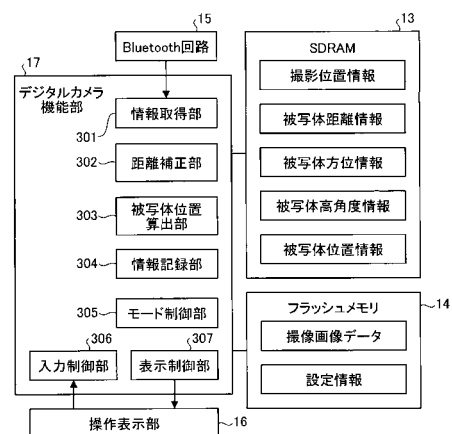 15
Bluetooth回路
17
デジタルカメラ
機能部
301
情報取得部
302
距離補正部
303
被写体位置
算出部
304
情報記録部
305
モード制御部
306
入力制御部
307
表示制御部
操作表示部
16
13
SDRAM
撮影位置情報
被写体距離情報
被写体方位情報
被写体高角度情報
被写体位置情報
フラッシュメモリ
14
撮像画像データ
設定情報